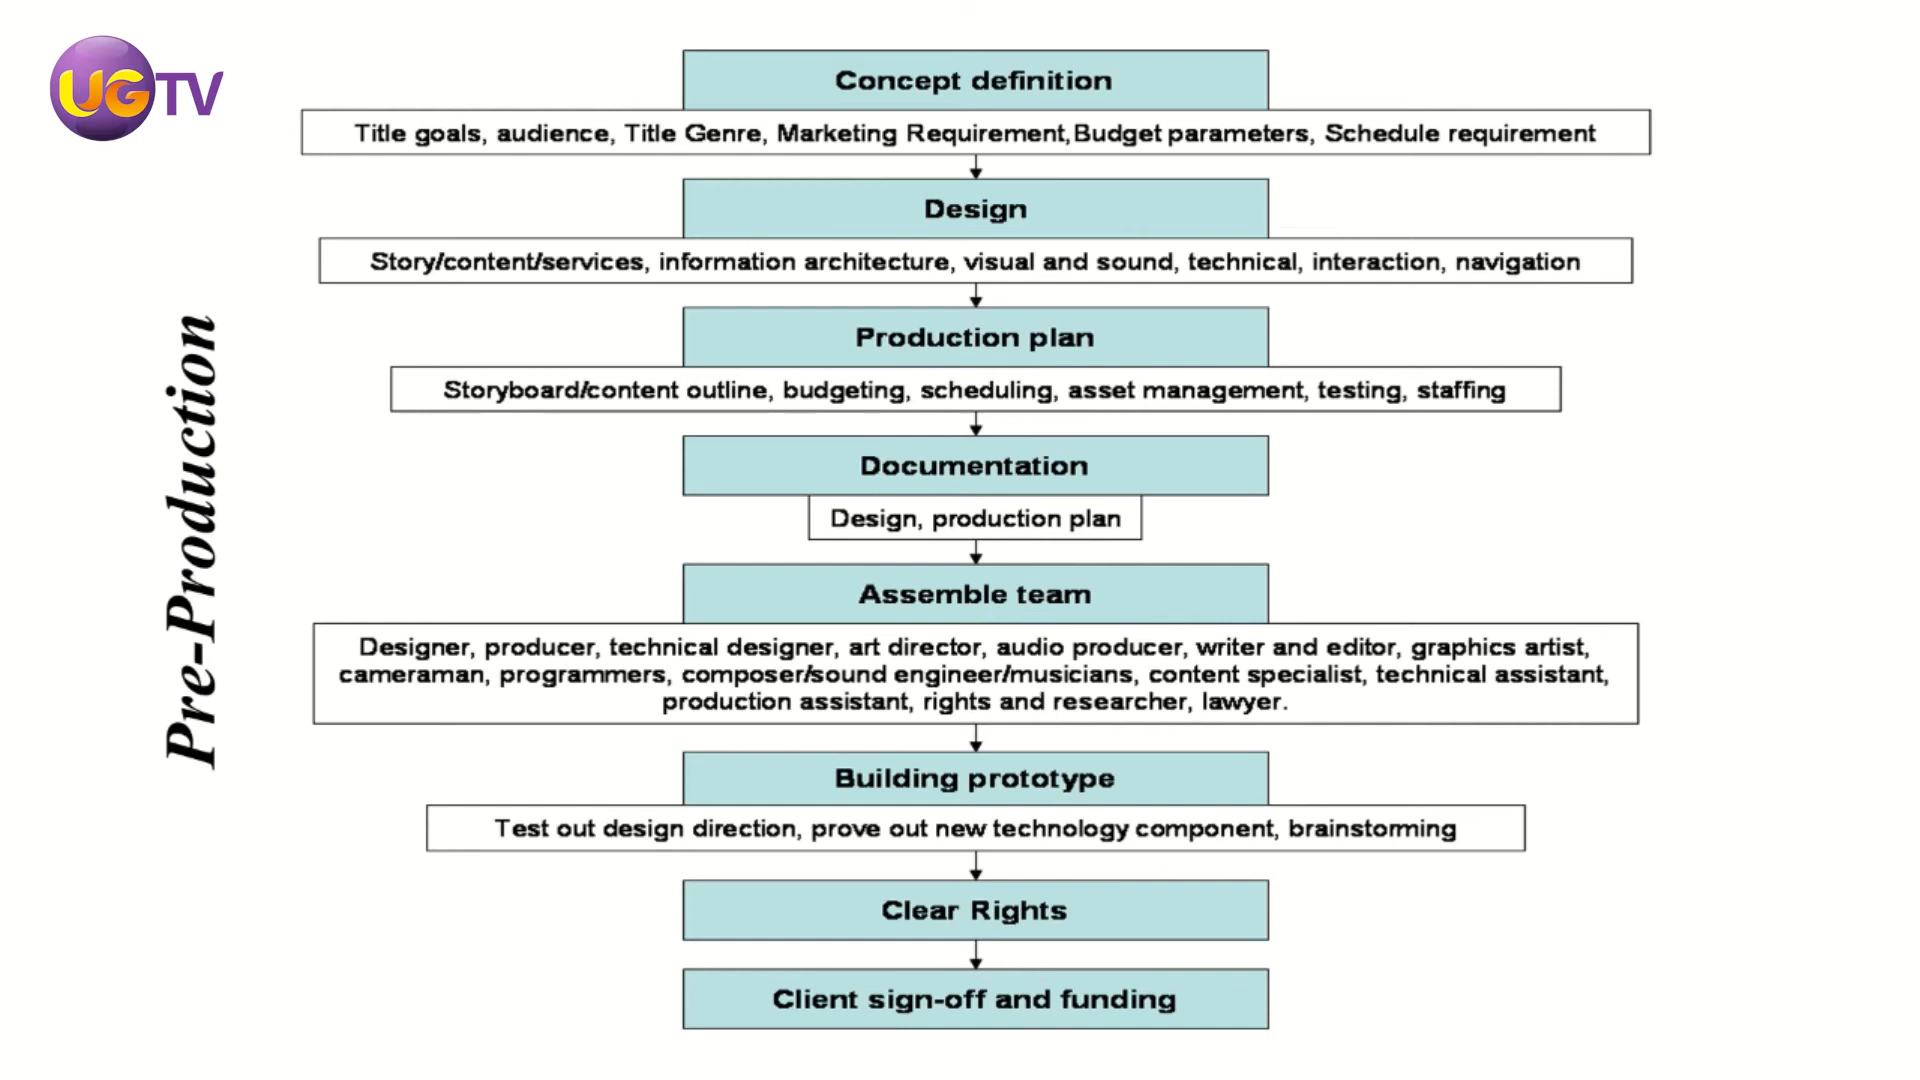 UGTV
Pre-Production
Concept definition
Title goals, audience, Title Genre, Marketing Requirement, Budget parameters, Schedule requirement
Design
Story/content/services, information architecture, visual and sound, technical, interaction, navigation
Production plan
Storyboard/content outline, budgeting, scheduling, asset management, testing, staffing
Documentation
Design, production plan
Assemble team
Designer, producer, technical designer, art director, audio producer, writer and editor, graphics artist,
cameraman, programmers, composer/sound engineer/musicians, content specialist, technical assistant,
production assistant, rights and researcher, lawyer.
Building prototype
Test out design direction, prove out new technology component, brainstorming
Clear Rights
Client sign-off and funding